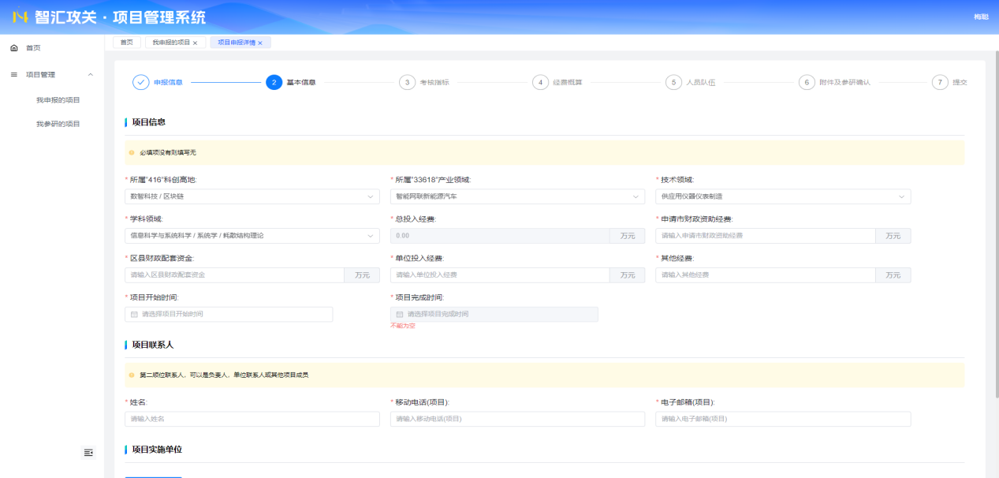 智汇攻关·项目管理系统
梅聪
首页
项目管理
我申报的项目
我参研的项目
首页 我申报的项目 × 项目申报详情 ×
申报信息 2 基本信息 3 考核指标 4 经费概算 5 人员队伍 6 附件及参研确认 7 提交
项目信息
必填项没有则填写无
* 所属"416"科创高地: * 所属"33618"产业领域: * 技术领域:
数智科技 / 区块链 智能网联新能源汽车 供应用仪器仪表制造
* 学科领域: * 总投入经费: * 申请市财政资助经费:
信息科学与系统科学 / 系统学 / 耗散结构理论 0.00 万元 请输入申请市财政资助经费 万元
* 区县财政配套资金: * 单位投入经费: * 其他经费:
请输入区县财政配套资金 万元 请输入单位投入经费 万元 请输入其他经费 万元
* 项目开始时间: * 项目完成时间:
请选择项目开始时间 请选择项目完成时间
不能为空
项目联系人
第二顺位联系人，可以是负责人、单位联系人或其他项目成员
* 姓名: * 移动电话(项目): * 电子邮箱(项目):
请输入姓名 请输入移动电话(项目) 请输入电子邮箱(项目)
项目实施单位